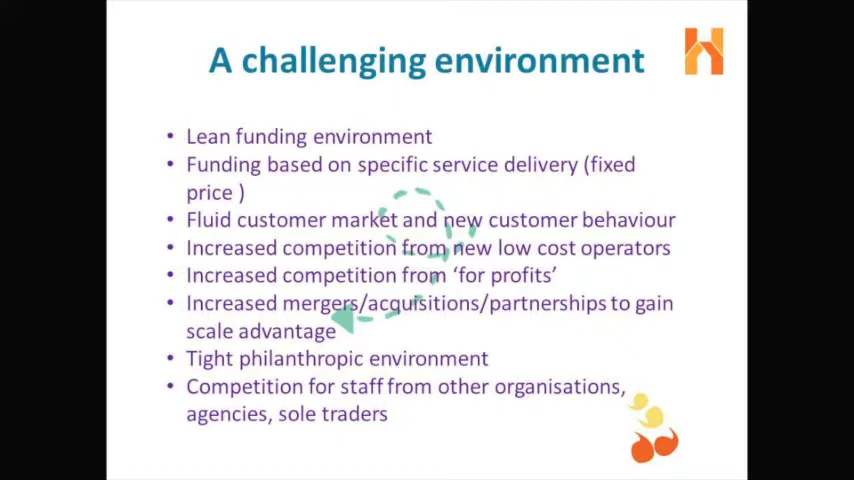 A challenging environment
• Lean funding environment
• Funding based on specific service delivery (fixed
price )
• Fluid customer market and new customer behaviour
• Increased competition from new low cost operators
• Increased competition from ‘for profits’
• Increased mergers/acquisitions/partnerships to gain
scale advantage
• Tight philanthropic environment
• Competition for staff from other organisations,
agencies, sole traders